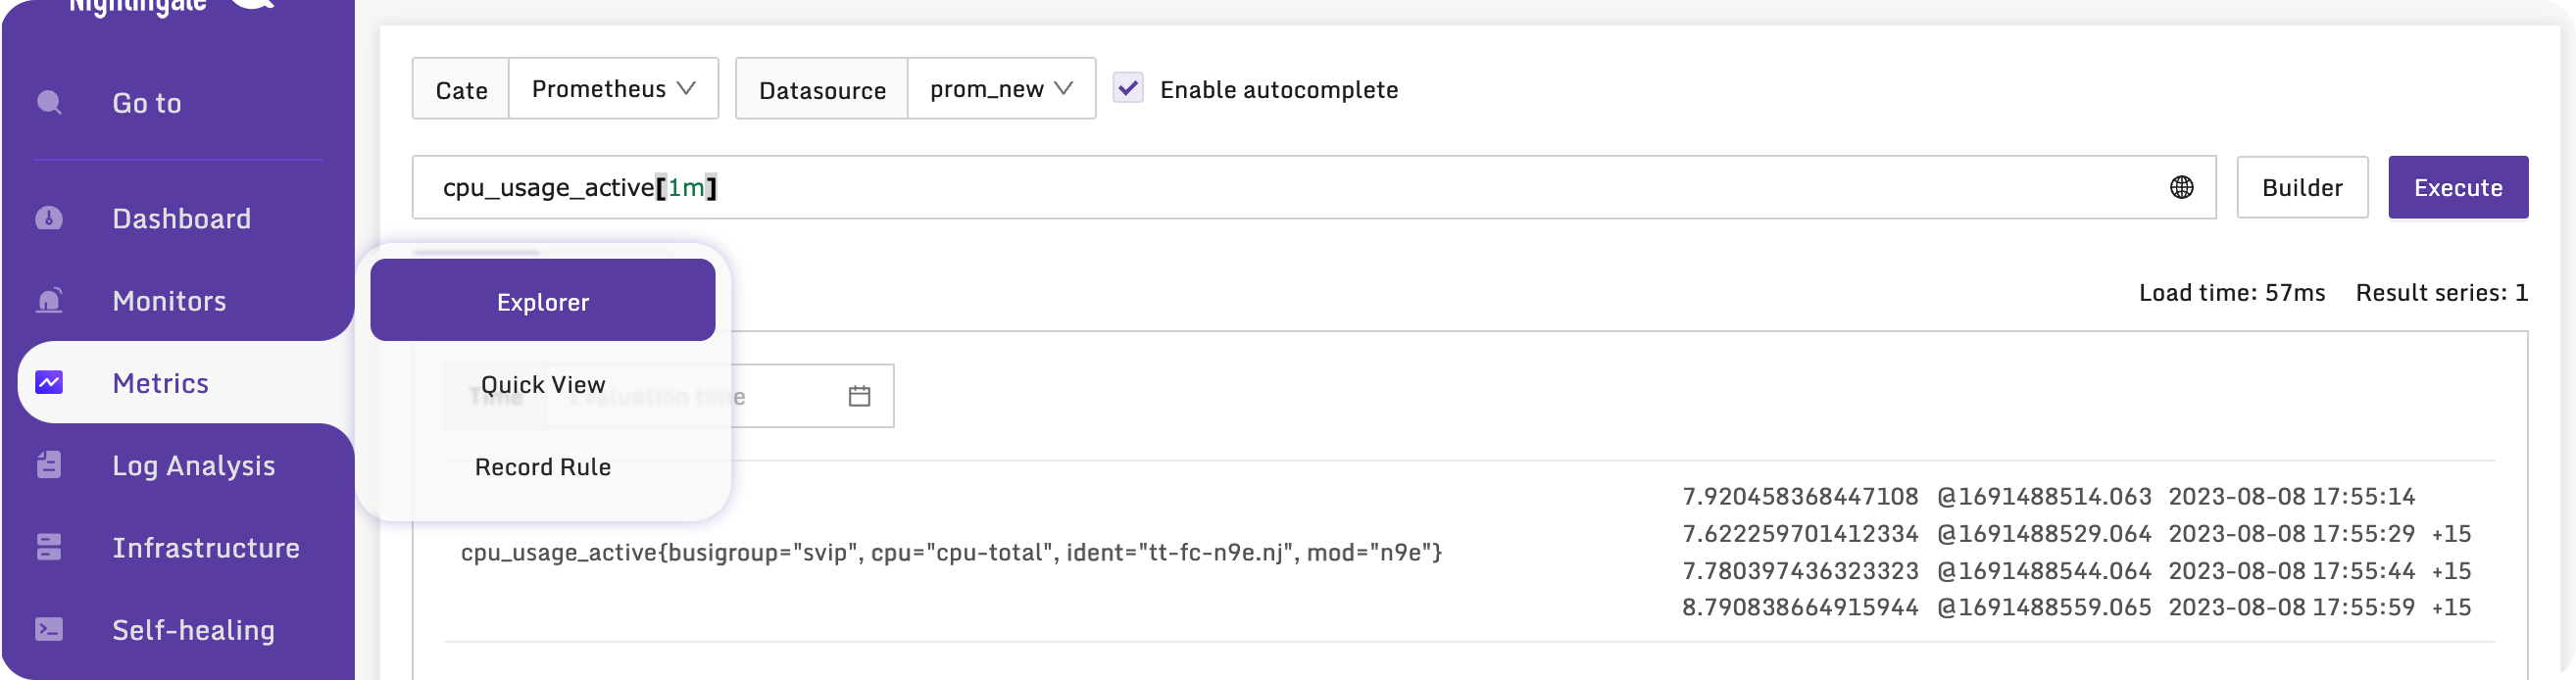 Nightingale
Go to
Dashboard
Monitors
Metrics
Log Analysis
Infrastructure
Self-healing
Explorer
Quick View
Record Rule
Cate Prometheus Datasource prom_new Enable autocomplete
cpu_usage_active[1m] Builder Execute
Load time: 57ms Result series: 1
Time Evaluation time
cpu_usage_active{busigroup="svip", cpu="cpu-total", ident="tt-fc-n9e.nj", mod="n9e"}
7.920458368447108 @1691488514.063 2023-08-08 17:55:14
7.622259701412334 @1691488529.064 2023-08-08 17:55:29 +15
7.780397436323323 @1691488544.064 2023-08-08 17:55:44 +15
8.790838664915944 @1691488559.065 2023-08-08 17:55:59 +15